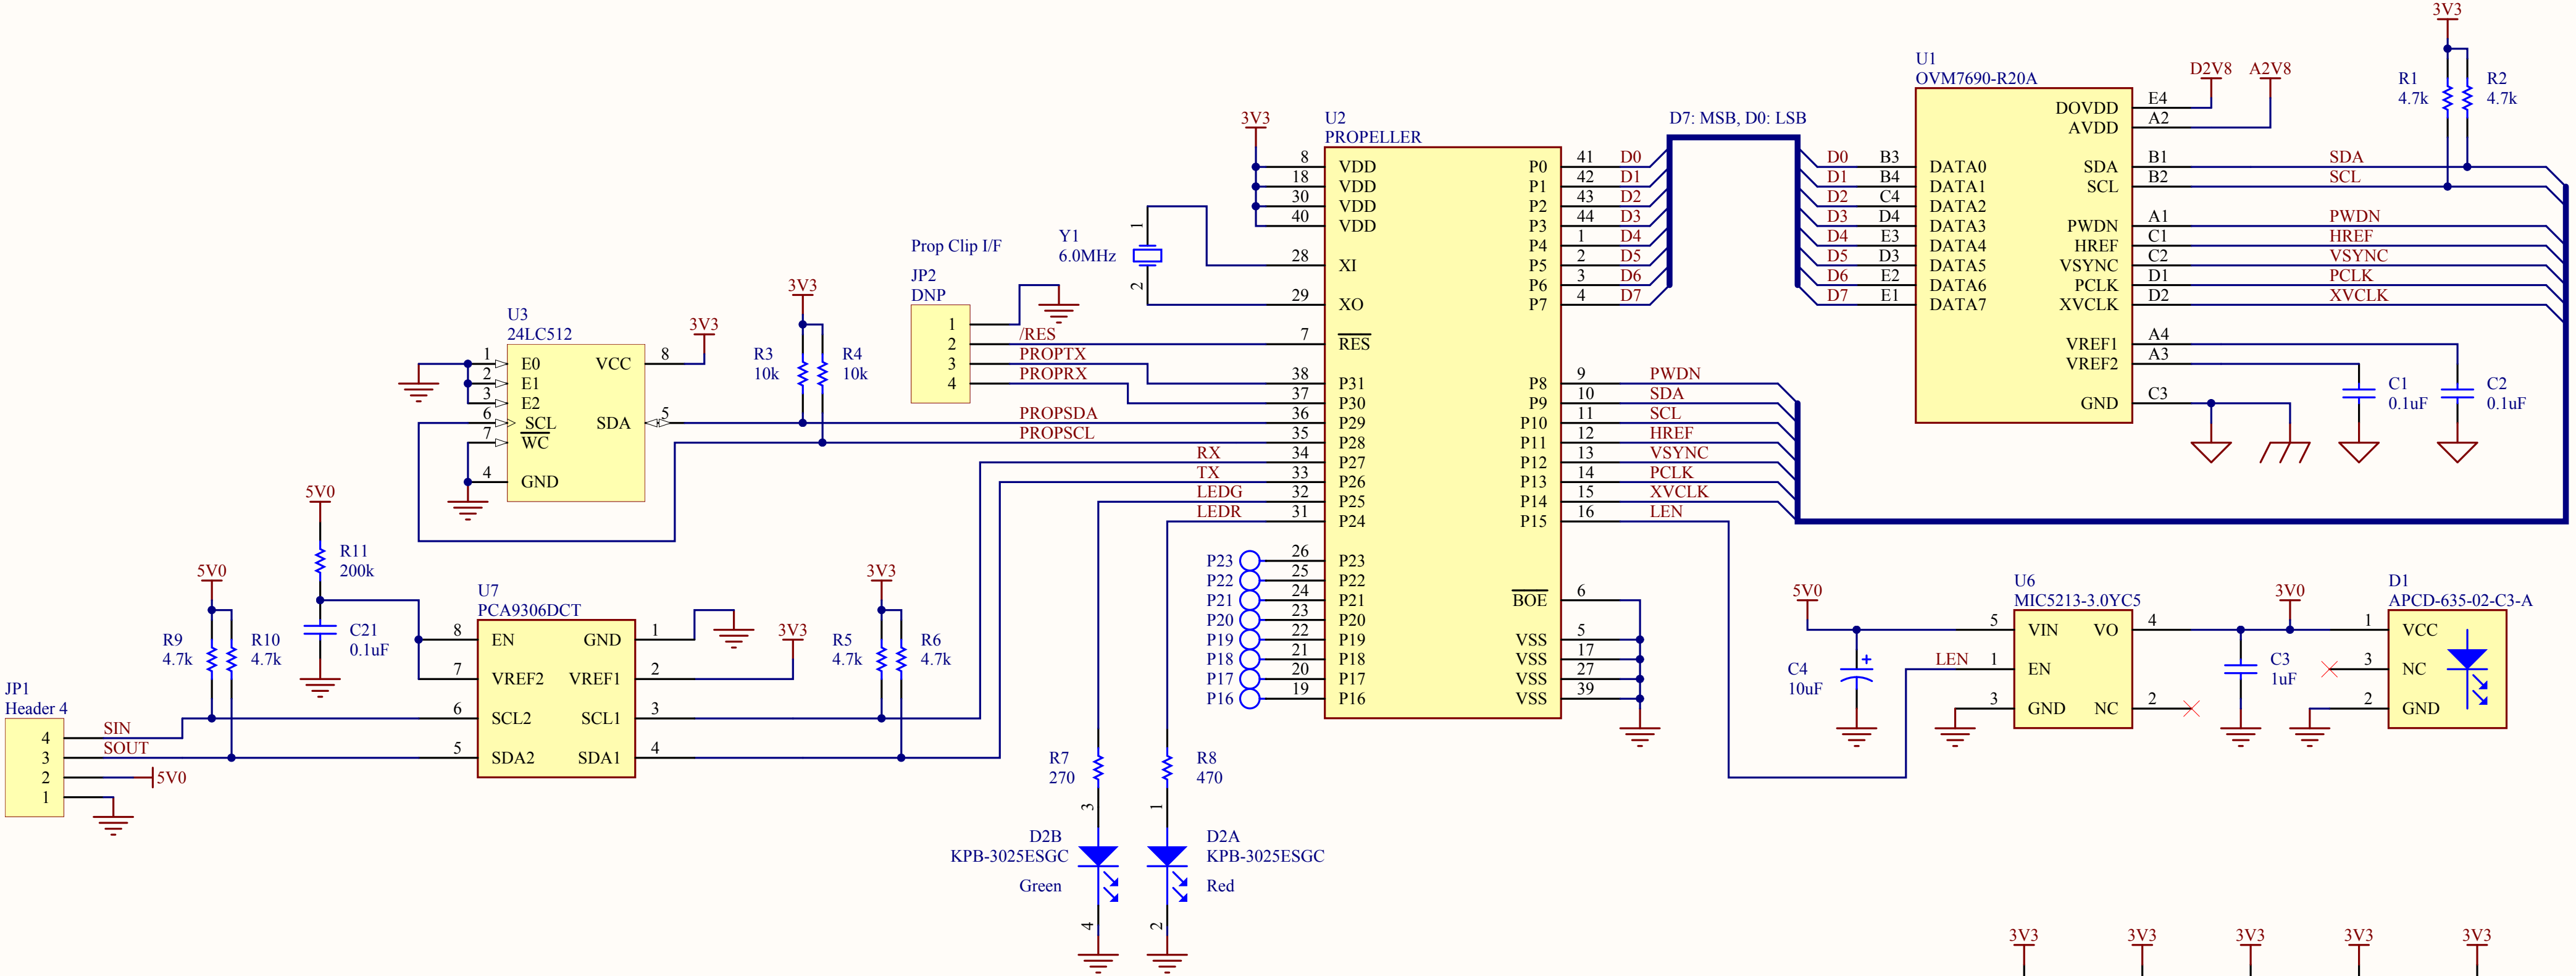 3V3
R1
4.7k
R2
4.7k
U1
OVM7690-R20A
D2V8
A2V8
DOVDD E4
AVDD A2
D0 B3 DATA0
D1 B4 DATA1
D2 C4 DATA2
D3 D4 DATA3
D4 E3 DATA4
D5 D3 DATA5
D6 E2 DATA6
D7 E1 DATA7
SDA B1 SDA
SCL B2 SCL
PWDN A1 PWDN
HREF C1 HREF
VSYNC C2 VSYNC
PCLK D1 PCLK
XVCLK D2 XVCLK
VREF1 A4
VREF2 A3
GND C3
C1
0.1uF
C2
0.1uF
D7: MSB, D0: LSB
3V3
U2
PROPELLER
8 VDD
18 VDD
30 VDD
40 VDD
28 XI
29 XO
7 RES
38 P31
37 P30
36 P29
35 P28
34 P27
33 P26
32 P25
31 P24
P23 26 P23
P22 25 P22
P21 24 P21
P20 23 P20
P19 22 P19
P18 21 P18
P17 20 P17
P16 19 P16
P0 41 D0
P1 42 D1
P2 43 D2
P3 44 D3
P4 1 D4
P5 2 D5
P6 3 D6
P7 4 D7
P8 9 PWDN
P9 10 SDA
P10 11 SCL
P11 12 HREF
P12 13 VSYNC
P13 14 PCLK
P14 15 XVCLK
P15 16 LEN
BOE 6
VSS 5
VSS 17
VSS 27
VSS 39
Y1
6.0MHz
1
2
Prop Clip I/F
JP2
DNP
1
2 /RES
3 PROPTX
4 PROPRX
PROPSDA
PROPSCL
RX
TX
LEDG
LEDR
3V3
R3
10k
R4
10k
U3
24LC512
3V3
1 E0
2 E1
3 E2
6 SCL
7 WC
4 GND
VCC 8
SDA 5
5V0
R11
200k
C21
0.1uF
5V0
R9
4.7k
R10
4.7k
U7
PCA9306DCT
8 EN
7 VREF2
6 SCL2
5 SDA2
GND 1
VREF1 2
SCL1 3
SDA1 4
3V3
3V3
R5
4.7k
R6
4.7k
JP1
Header 4
4 SIN
3 SOUT
2 5V0
1
R7
270
3
D2B
KPB-3025ESGC
Green
4
R8
470
1
D2A
KPB-3025ESGC
Red
2
5V0
C4
10uF
+
LEN
U6
MIC5213-3.0YC5
5 VIN
1 EN
3 GND
VO 4
NC 2
3V0
C3
1uF
D1
APCD-635-02-C3-A
1 VCC
3 NC
2 GND
3V3 3V3 3V3 3V3 3V3